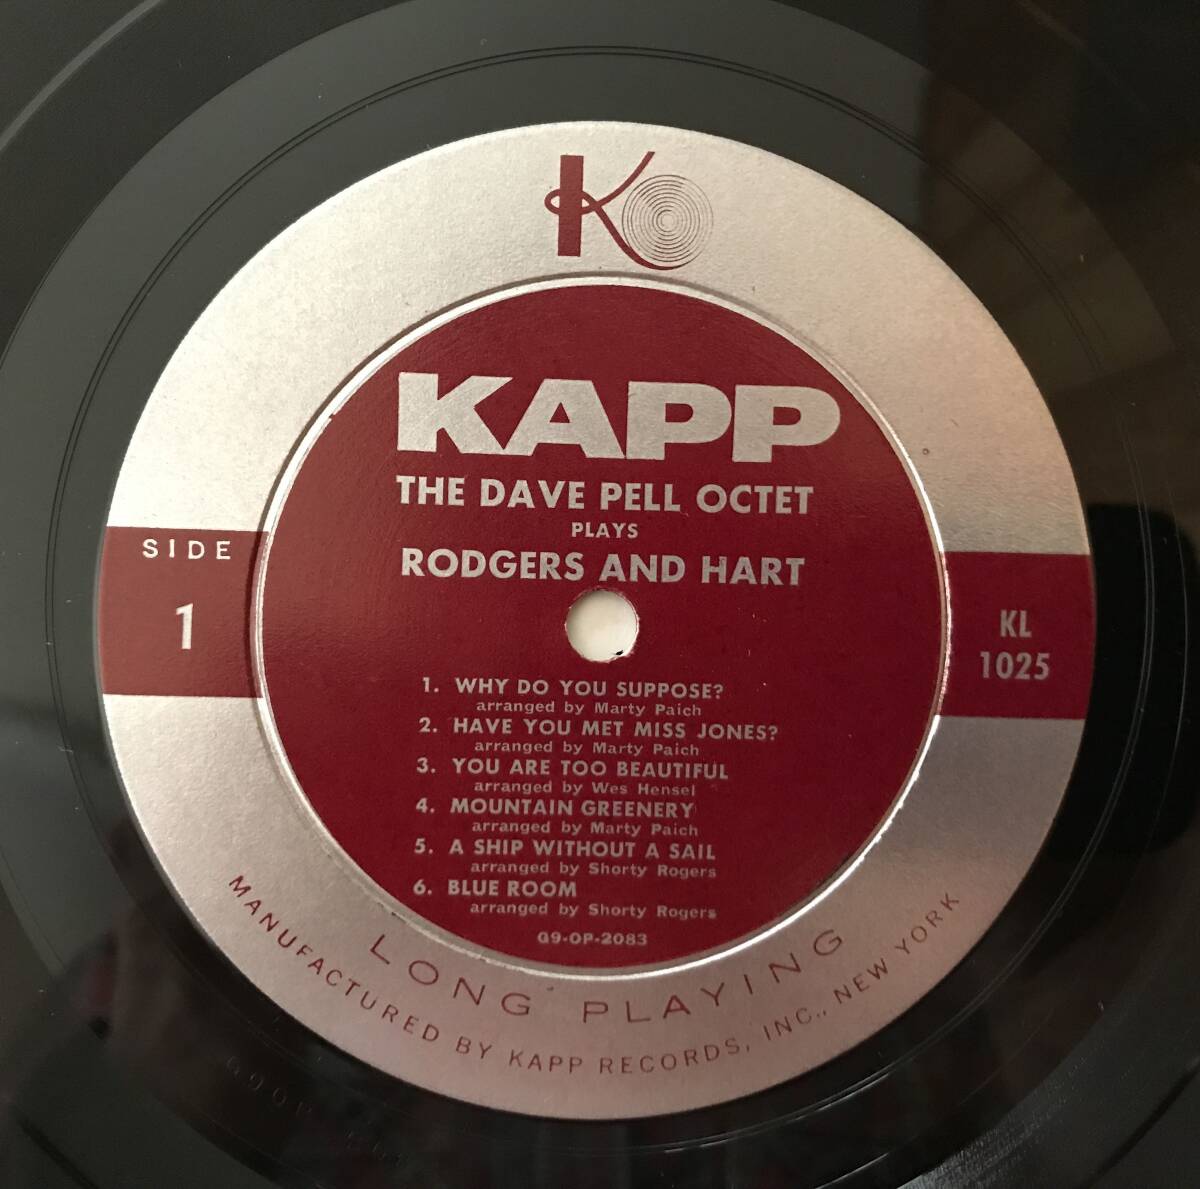 K
KAPP
THE DAVE PELL OCTET
PLAYS
RODGERS AND HART
SIDE
1
KL
1025
1. WHY DO YOU SUPPOSE?
arranged by Marty Paich
2. HAVE YOU MET MISS JONES?
arranged by Marty Paich
3. YOU ARE TOO BEAUTIFUL
arranged by Wes Hensel
4. MOUNTAIN GREENERY
arranged by Marty Paich
5. A SHIP WITHOUT A SAIL
arranged by Shorty Rogers
6. BLUE ROOM
arranged by Shorty Rogers
G9-OP-2083
LONG PLAYING
MANUFACTURED BY KAPP RECORDS, INC., NEW YORK